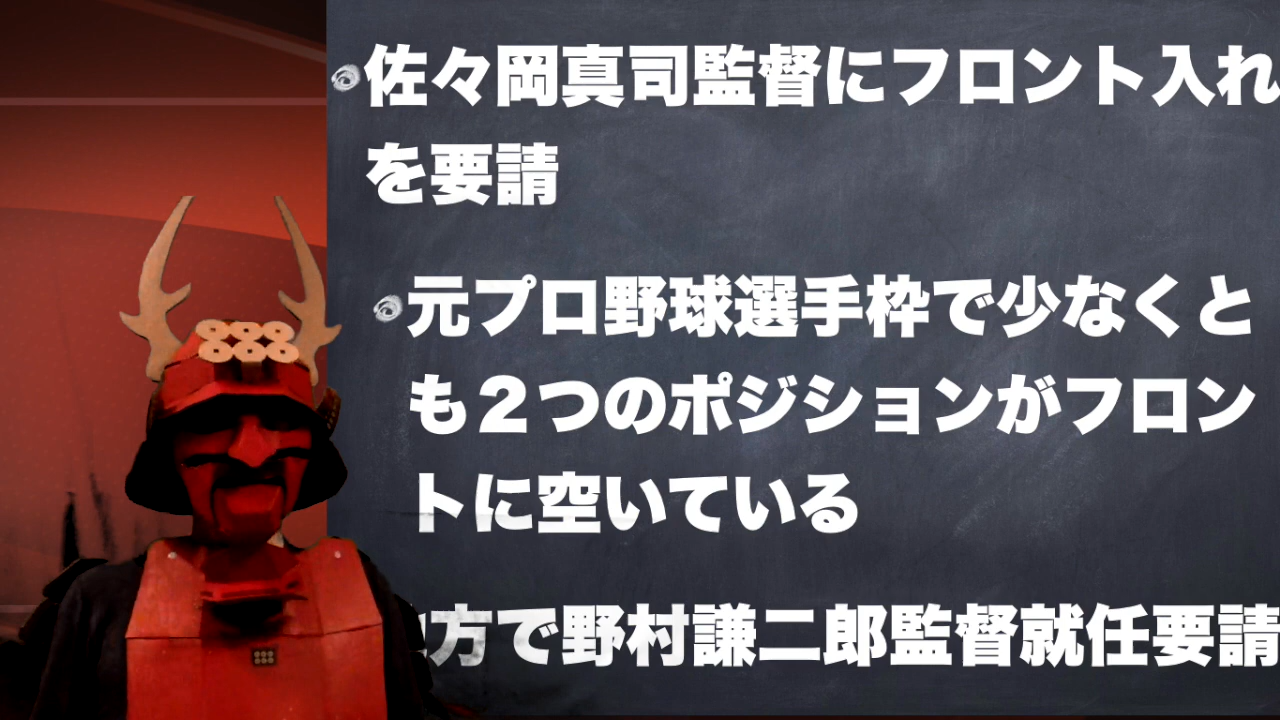 佐々岡真司監督にフロント入れ
を要請
元プロ野球選手枠で少なくと
も２つのポジションがフロン
トに空いている
方で野村謙二郎監督就任要請